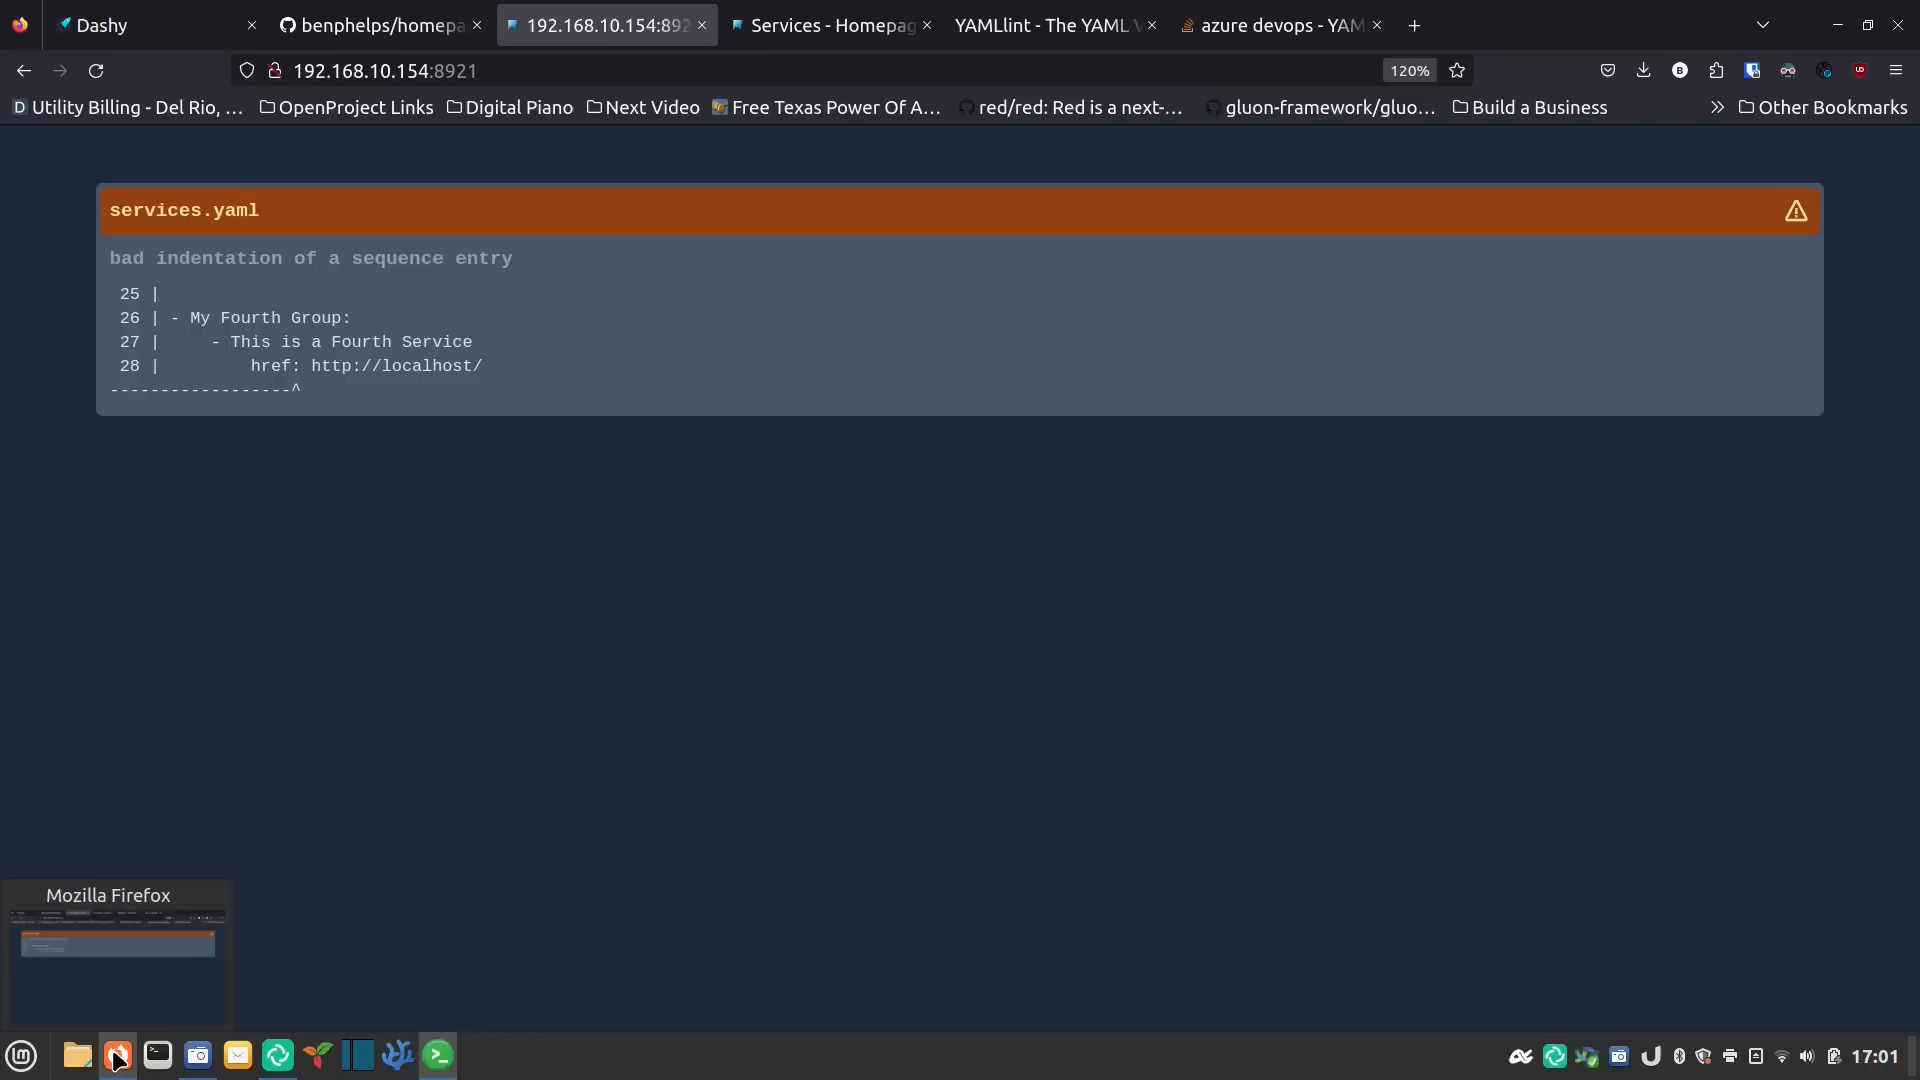 Dashy
benphelps/homepa
192.168.10.154:892
Services - Homepag
YAMLlint - The YAML V
azure devops - YAM
192.168.10.154:8921
120%
Utility Billing - Del Rio, ...
OpenProject Links
Digital Piano
Next Video
Free Texas Power Of A...
red/red: Red is a next-...
gluon-framework/gluo...
Build a Business
Other Bookmarks
services.yaml
bad indentation of a sequence entry
25 |
26 | - My Fourth Group:
27 |     - This is a Fourth Service
28 |         href: http://localhost/
------------------^
Mozilla Firefox
17:01